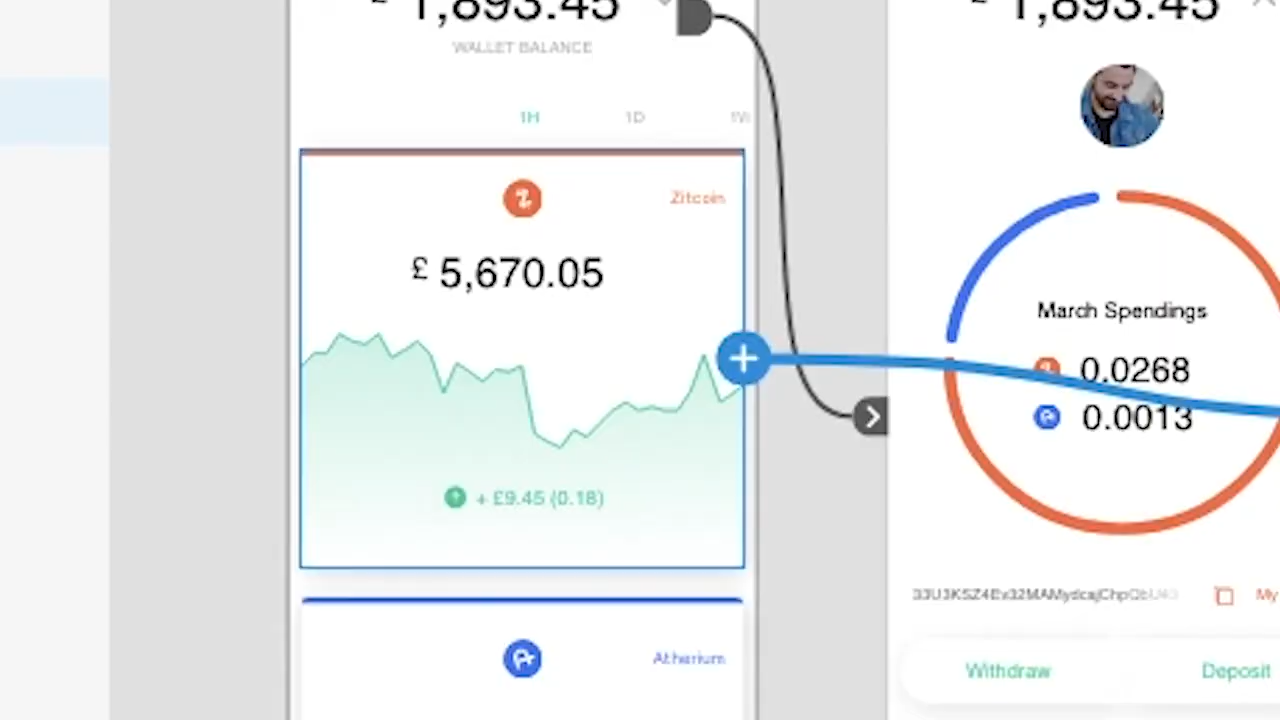 £ 1,893.45
WALLET BALANCE
1H 1D
Zitcoin
£ 5,670.05
+ £9.45 (0.18)
Atherium
£ 1,893.45
March Spendings
0.0268
0.0013
My
Withdraw Deposit